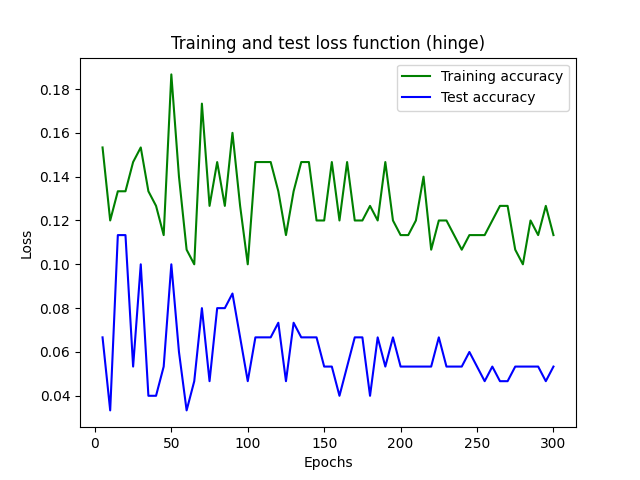 Training and test loss function (hinge)
Training accuracy
Test accuracy
0.18
0.16
0.14
0.12
0.10
0.08
0.06
0.04
Loss
0 50 100 150 200 250 300
Epochs